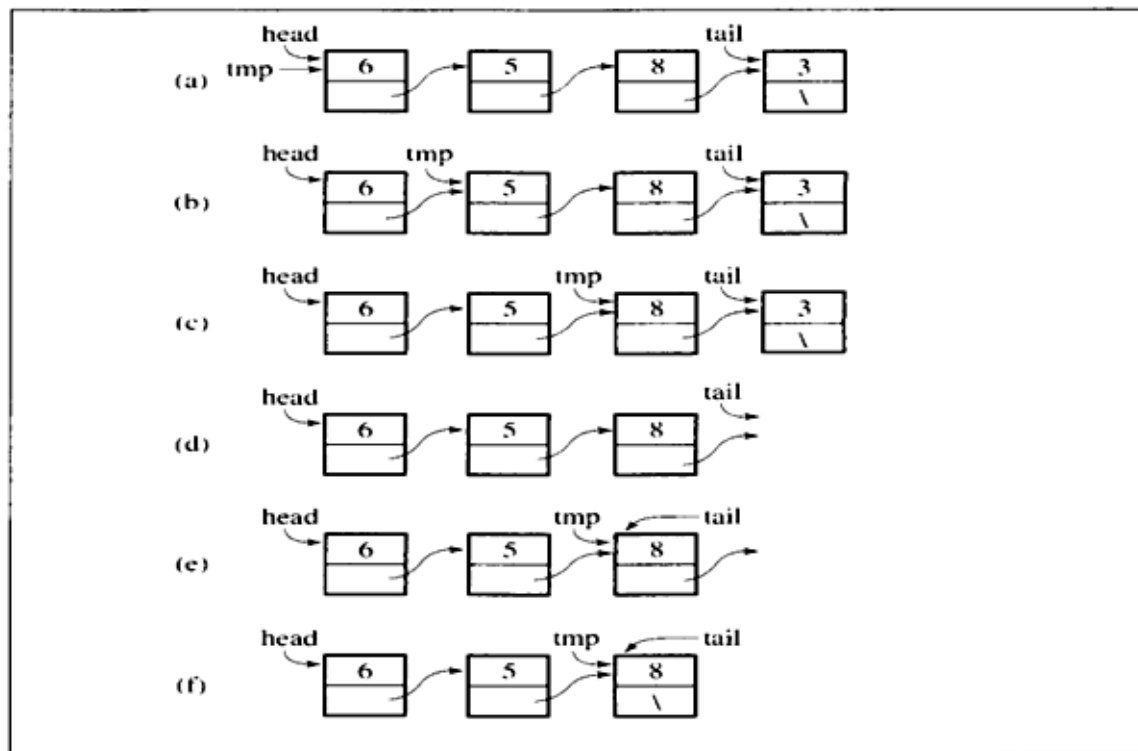 head tail
(a) tmp 6 5 8 3
\
head tmp tail
(b) 6 5 8 3
\
head tmp tail
(c) 6 5 8 3
\
head tail
(d) 6 5 8
head tmp tail
(e) 6 5 8
head tmp tail
(f) 6 5 8
\